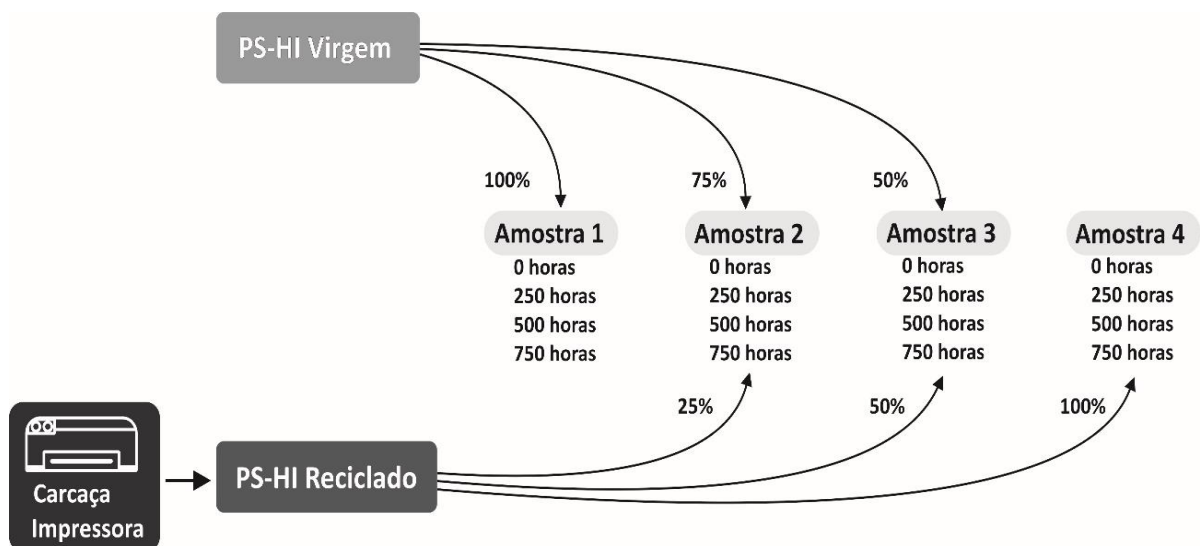 PS-HI Virgem
100%
75%
50%
Amostra 1
0 horas
250 horas
500 horas
750 horas
Amostra 2
0 horas
250 horas
500 horas
750 horas
Amostra 3
0 horas
250 horas
500 horas
750 horas
Amostra 4
0 horas
250 horas
500 horas
750 horas
25%
50%
100%
Carcaça
Impressora
PS-HI Reciclado